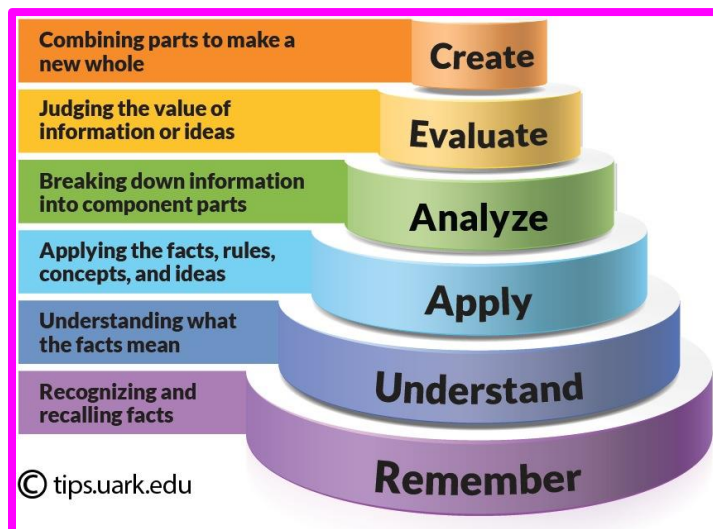 Combining parts to make a
new whole
Create
Judging the value of
information or ideas
Evaluate
Breaking down information
into component parts
Analyze
Applying the facts, rules,
concepts, and ideas
Apply
Understanding what
the facts mean
Understand
Recognizing and
recalling facts
Remember
© tips.uark.edu